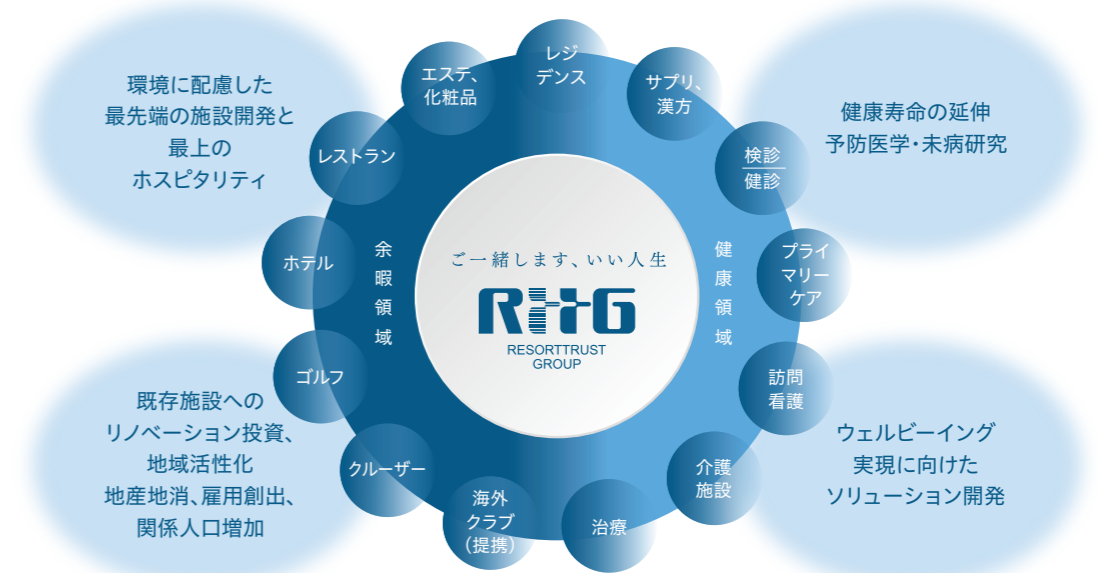 環境に配慮した
最先端の施設開発と
最上の
ホスピタリティ
健康寿命の延伸
予防医学・未病研究
エステ、
化粧品
レジ
デンス
サプリ、
漢方
レストラン
検診
健診
ホテル
プライ
マリー
ケア
ゴルフ
訪問
看護
クルーザー
介護
施設
海外
クラブ
（提携）
治療
余暇領域
健康領域
ご一緒します、いい人生
RTTG
RESORTTRUST
GROUP
既存施設への
リノベーション投資、
地域活性化
地産地消、雇用創出、
関係人口増加
ウェルビーイング
実現に向けた
ソリューション開発